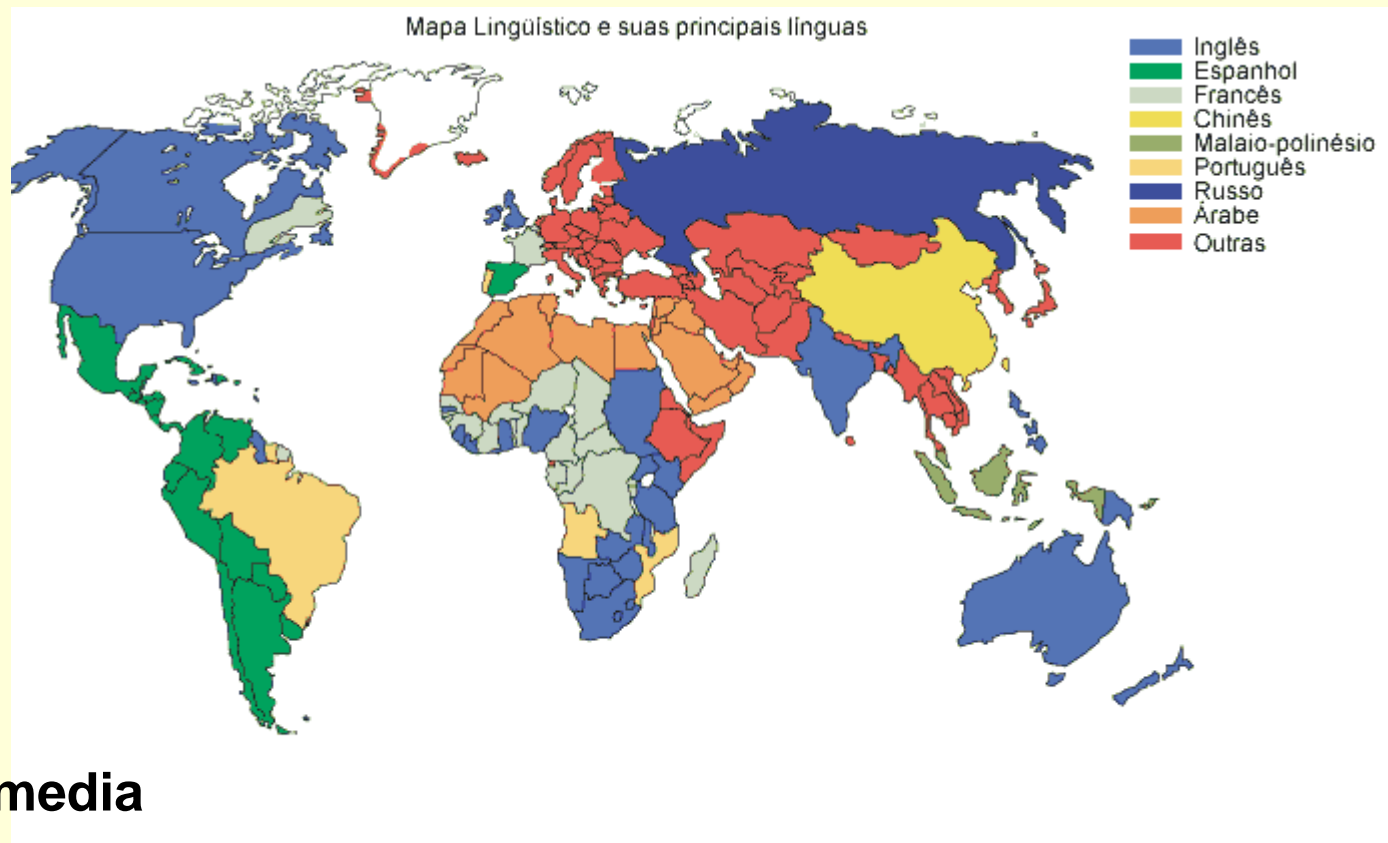 Mapa Lingüístico e suas principais línguas
Inglês
Espanhol
Francês
Chinês
Malaio-polinésio
Português
Russo
Árabe
Outras
media